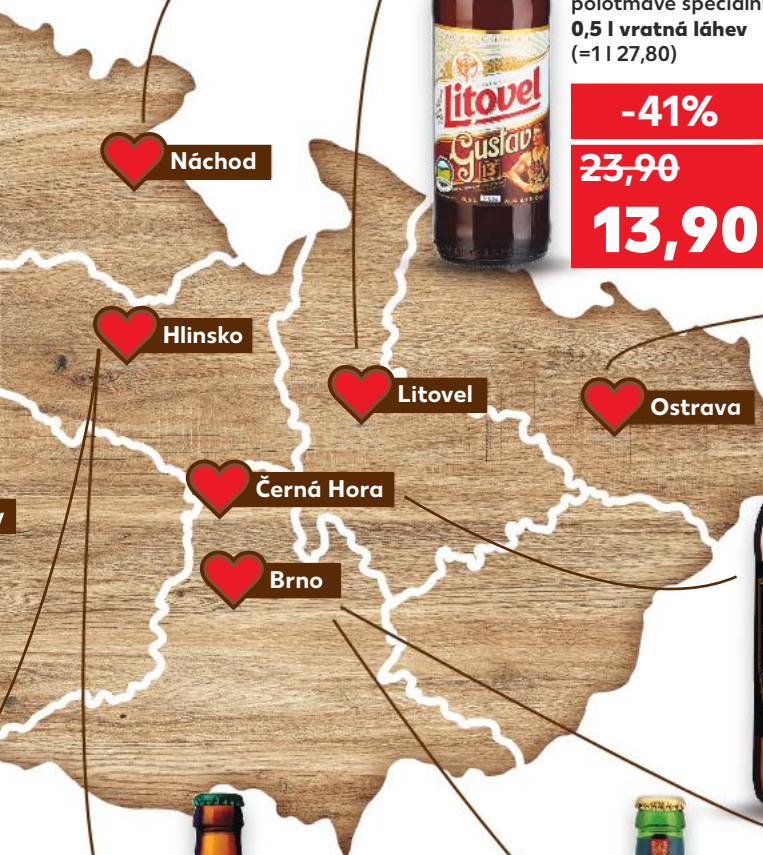 polotmavé speciální
0,5 l vratná láhev
(=1 l 27,80)
-41%
23,90
13,90
Litovel
Gustav
13
Náchod
Hlinsko
Litovel
Ostrava
Černá Hora
Brno